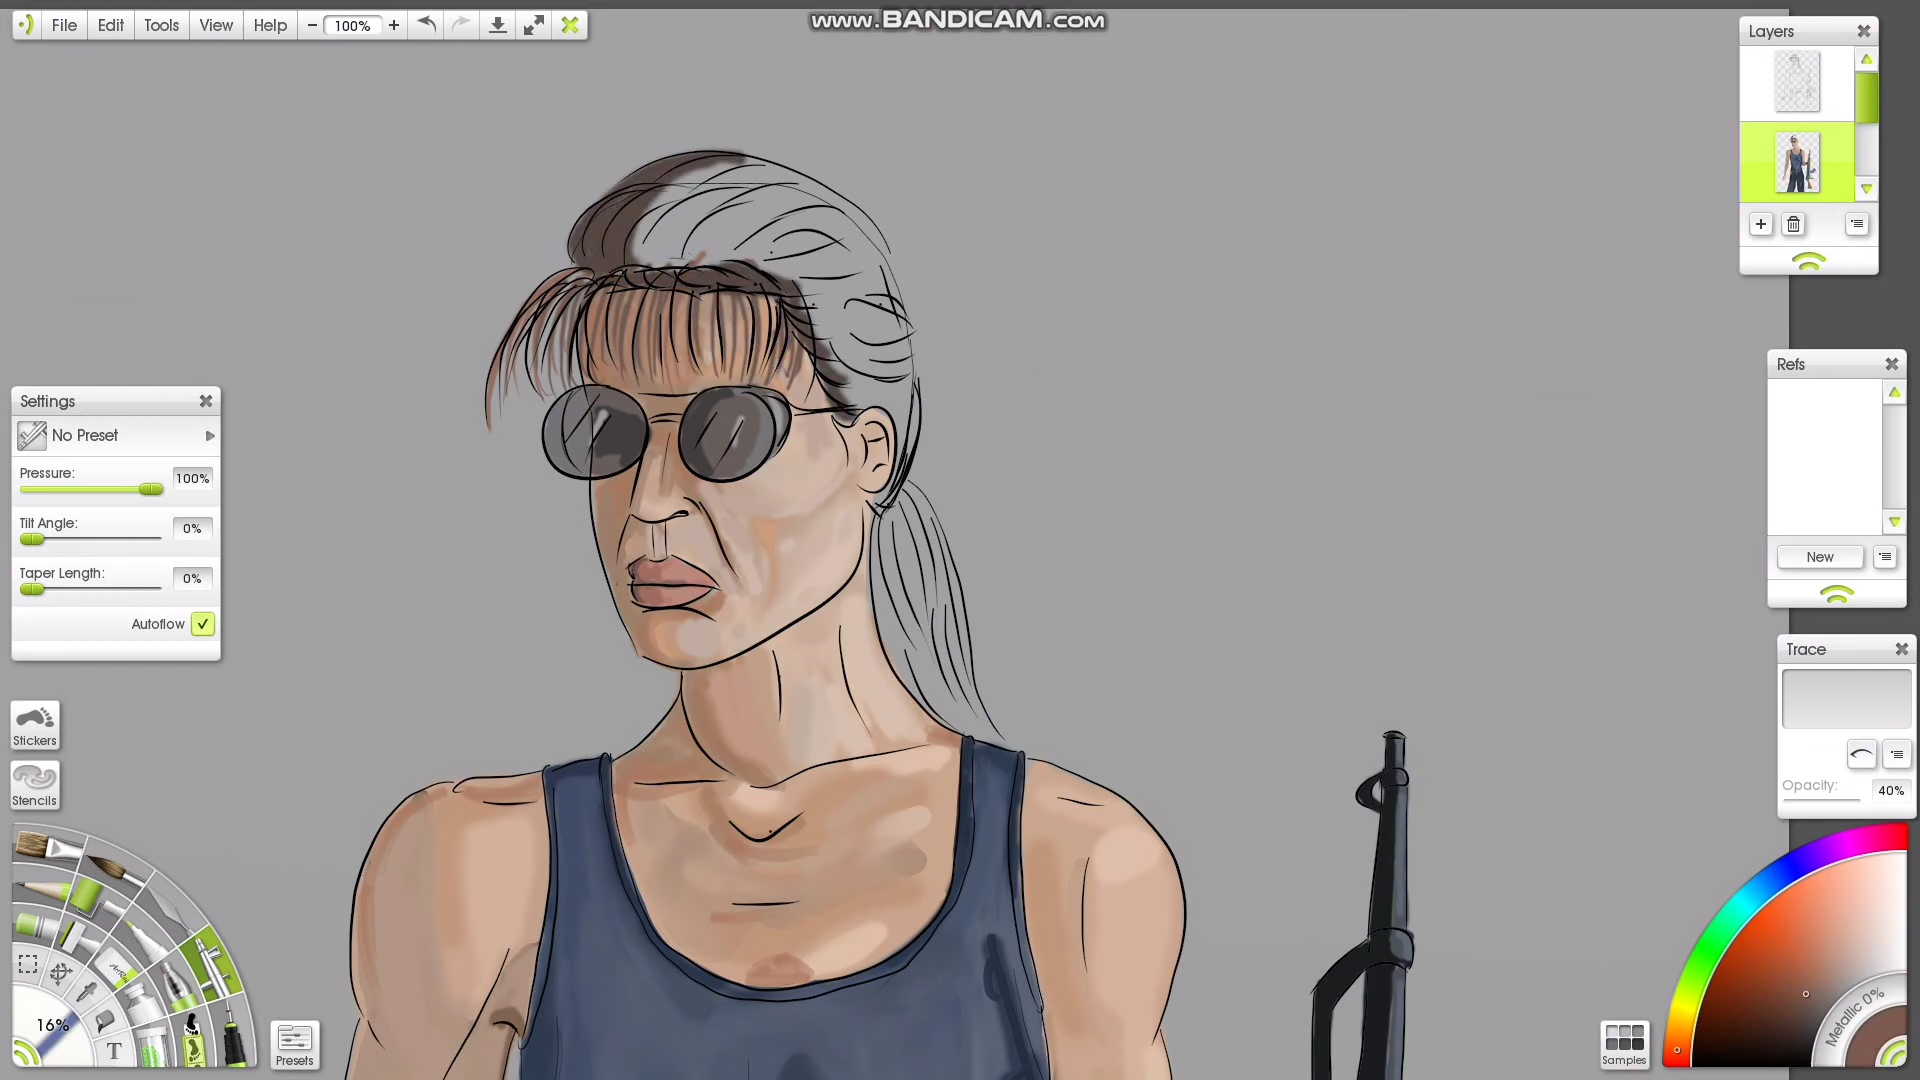 File Edit Tools View Help 100%
www.BANDICAM.com
Layers
Settings
No Preset
Pressure:
100%
Tilt Angle:
0%
Taper Length:
0%
Autoflow
Refs
New
Trace
Opacity:
40%
Stickers
Stencils
16%
T
Presets
Metallic 0%
Samples